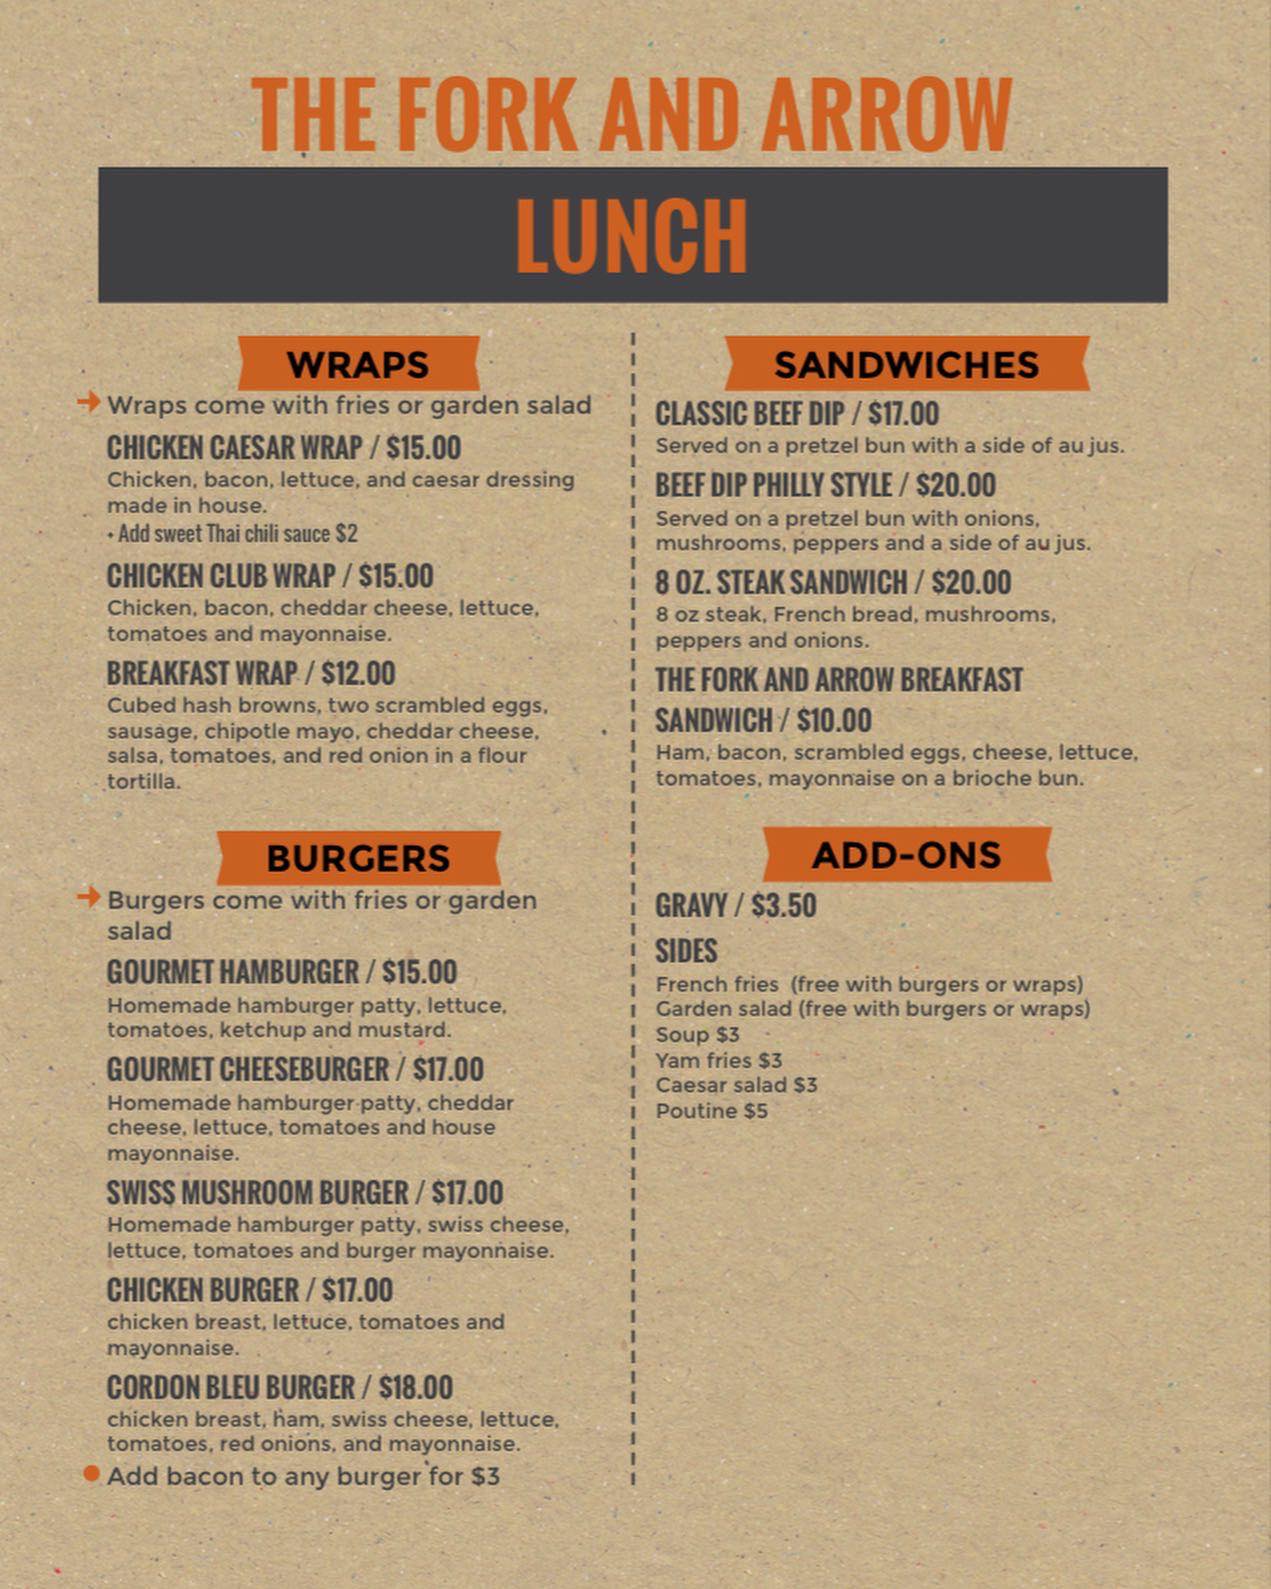 THE FORK AND ARROW
LUNCH
WRAPS
Wraps come with fries or garden salad
CHICKEN CAESAR WRAP / $15.00
Chicken, bacon, lettuce, and caesar dressing
made in house.
• Add sweet Thai chili sauce $2
CHICKEN CLUB WRAP / $15.00
Chicken, bacon, cheddar cheese, lettuce,
tomatoes and mayonnaise.
BREAKFAST WRAP / $12.00
Cubed hash browns, two scrambled eggs,
sausage, chipotle mayo, cheddar cheese,
salsa, tomatoes, and red onion in a flour
tortilla.
BURGERS
Burgers come with fries or garden
salad
GOURMET HAMBURGER / $15.00
Homemade hamburger patty, lettuce,
tomatoes, ketchup and mustard.
GOURMET CHEESEBURGER / $17.00
Homemade hamburger patty, cheddar
cheese, lettuce, tomatoes and house
mayonnaise.
SWISS MUSHROOM BURGER / $17.00
Homemade hamburger patty, swiss cheese,
lettuce, tomatoes and burger mayonnaise.
CHICKEN BURGER / $17.00
chicken breast, lettuce, tomatoes and
mayonnaise.
CORDON BLEU BURGER / $18.00
chicken breast, ham, swiss cheese, lettuce,
tomatoes, red onions, and mayonnaise.
Add bacon to any burger for $3
SANDWICHES
CLASSIC BEEF DIP / $17.00
Served on a pretzel bun with a side of au jus.
BEEF DIP PHILLY STYLE / $20.00
Served on a pretzel bun with onions,
mushrooms, peppers and a side of au jus.
8 OZ. STEAK SANDWICH / $20.00
8 oz steak, French bread, mushrooms,
peppers and onions.
THE FORK AND ARROW BREAKFAST
SANDWICH / $10.00
Ham, bacon, scrambled eggs, cheese, lettuce,
tomatoes, mayonnaise on a brioche bun.
ADD-ONS
GRAVY / $3.50
SIDES
French fries (free with burgers or wraps)
Garden salad (free with burgers or wraps)
Soup $3
Yam fries $3
Caesar salad $3
Poutine $5